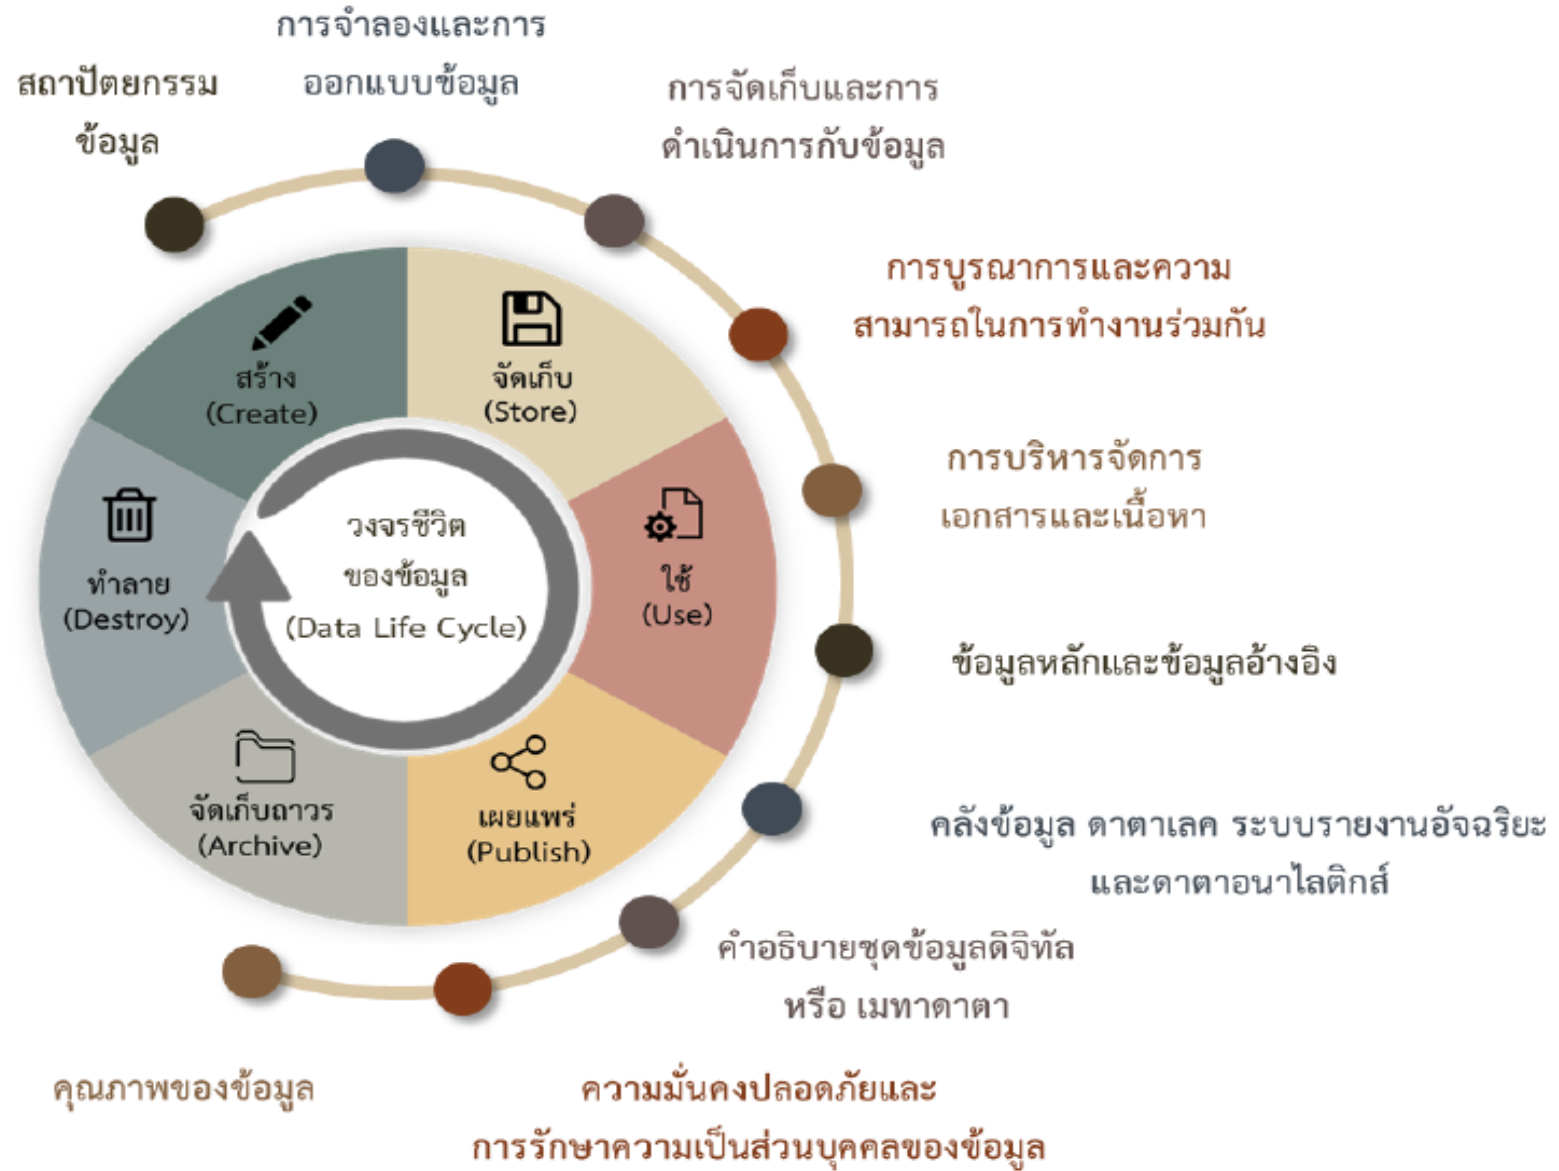 การจำลองและการ
ออกแบบข้อมูล
สถาปัตยกรรม
ข้อมูล
การจัดเก็บและการ
ดำเนินการกับข้อมูล
การบูรณาการและความ
สามารถในการทำงานร่วมกัน
การบริหารจัดการ
เอกสารและเนื้อหา
ข้อมูลหลักและข้อมูลอ้างอิง
คลังข้อมูล ดาตาเลค ระบบรายงานอัจฉริยะ
และดาตาอนาไลติกส์
คำอธิบายชุดข้อมูลดิจิทัล
หรือ เมทาดาตา
ความมั่นคงปลอดภัยและ
การรักษาความเป็นส่วนบุคคลของข้อมูล
คุณภาพของข้อมูล
สร้าง
(Create)
จัดเก็บ
(Store)
ใช้
(Use)
เผยแพร่
(Publish)
จัดเก็บถาวร
(Archive)
ทำลาย
(Destroy)
วงจรชีวิต
ของข้อมูล
(Data Life Cycle)